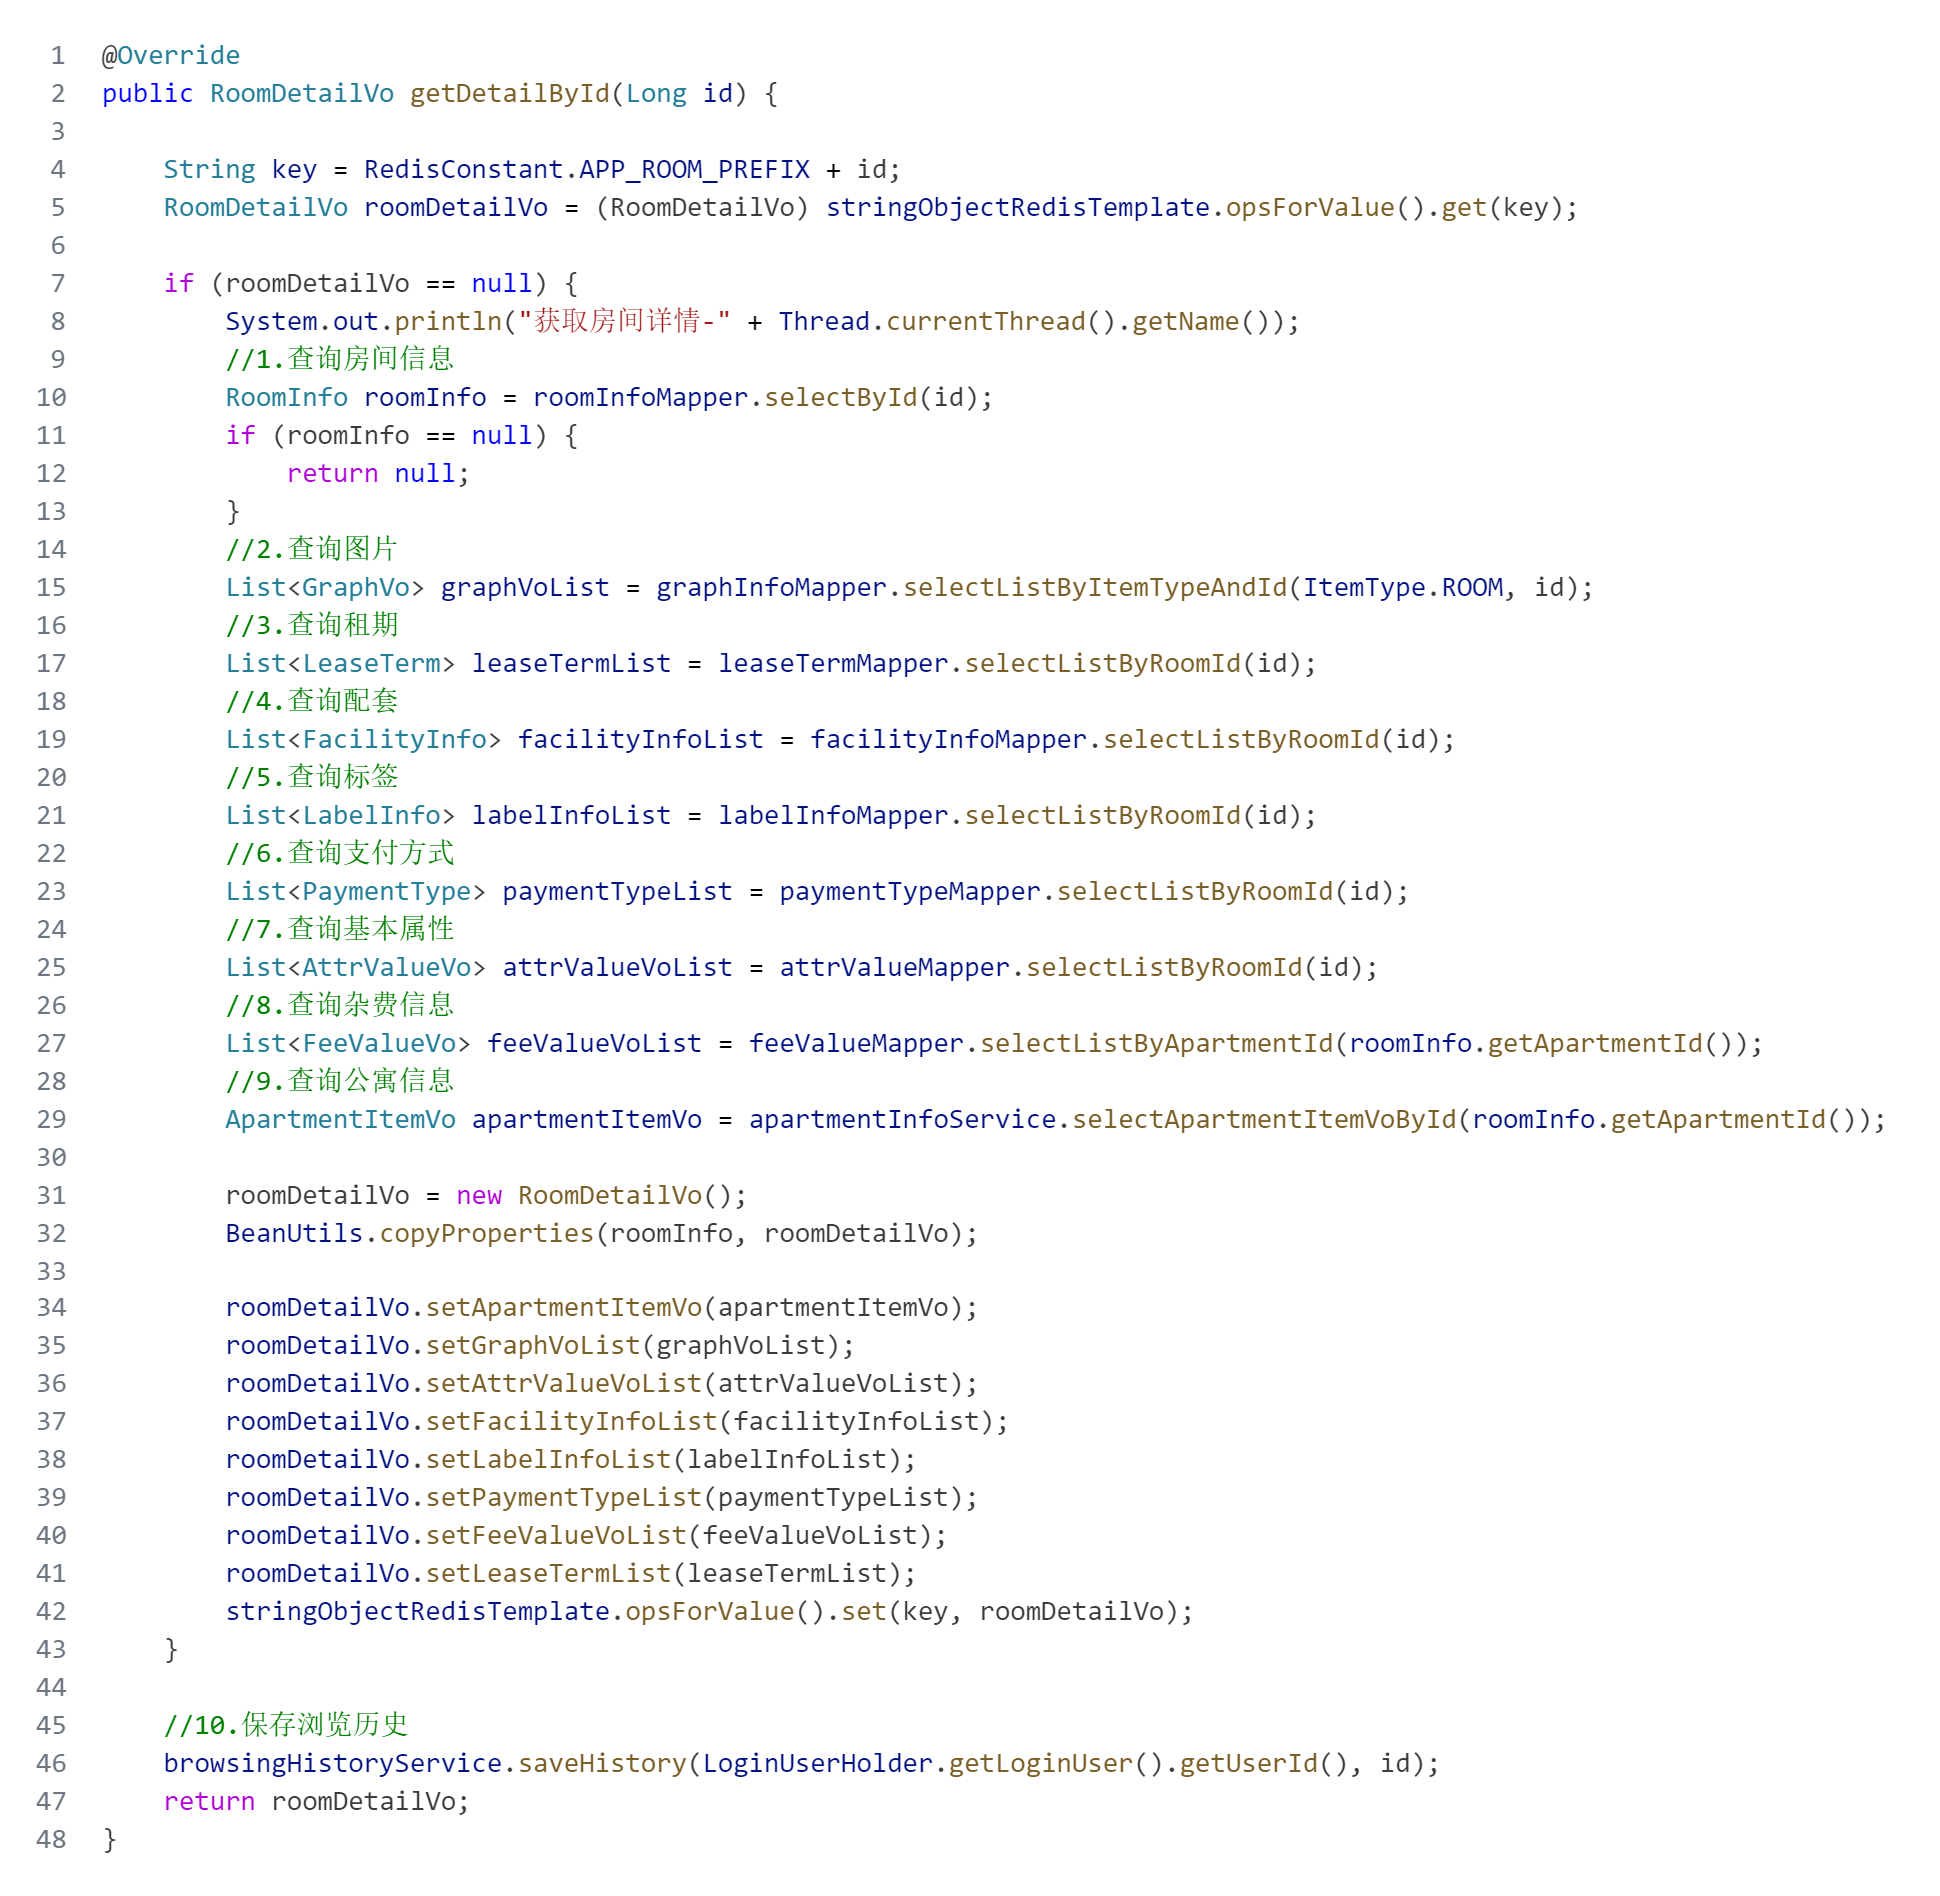 1 @Override
2 public RoomDetailVo getDetailById(Long id) {
3
4     String key = RedisConstant.APP_ROOM_PREFIX + id;
5     RoomDetailVo roomDetailVo = (RoomDetailVo) stringObjectRedisTemplate.opsForValue().get(key);
6
7     if (roomDetailVo == null) {
8         System.out.println("获取房间详情-" + Thread.currentThread().getName());
9         //1.查询房间信息
10         RoomInfo roomInfo = roomInfoMapper.selectById(id);
11         if (roomInfo == null) {
12             return null;
13         }
14         //2.查询图片
15         List<GraphVo> graphVoList = graphInfoMapper.selectListByItemTypeAndId(ItemType.ROOM, id);
16         //3.查询租期
17         List<LeaseTerm> leaseTermList = leaseTermMapper.selectListByRoomId(id);
18         //4.查询配套
19         List<FacilityInfo> facilityInfoList = facilityInfoMapper.selectListByRoomId(id);
20         //5.查询标签
21         List<LabelInfo> labelInfoList = labelInfoMapper.selectListByRoomId(id);
22         //6.查询支付方式
23         List<PaymentType> paymentTypeList = paymentTypeMapper.selectListByRoomId(id);
24         //7.查询基本属性
25         List<AttrValueVo> attrValueVoList = attrValueMapper.selectListByRoomId(id);
26         //8.查询杂费信息
27         List<FeeValueVo> feeValueVoList = feeValueMapper.selectListByApartmentId(roomInfo.getApartmentId());
28         //9.查询公寓信息
29         ApartmentItemVo apartmentItemVo = apartmentInfoService.selectApartmentItemVoById(roomInfo.getApartmentId());
30
31         roomDetailVo = new RoomDetailVo();
32         BeanUtils.copyProperties(roomInfo, roomDetailVo);
33
34         roomDetailVo.setApartmentItemVo(apartmentItemVo);
35         roomDetailVo.setGraphVoList(graphVoList);
36         roomDetailVo.setAttrValueVoList(attrValueVoList);
37         roomDetailVo.setFacilityInfoList(facilityInfoList);
38         roomDetailVo.setLabelInfoList(labelInfoList);
39         roomDetailVo.setPaymentTypeList(paymentTypeList);
40         roomDetailVo.setFeeValueVoList(feeValueVoList);
41         roomDetailVo.setLeaseTermList(leaseTermList);
42         stringObjectRedisTemplate.opsForValue().set(key, roomDetailVo);
43     }
44
45     //10.保存浏览历史
46     browsingHistoryService.saveHistory(LoginUserHolder.getLoginUser().getUserId(), id);
47     return roomDetailVo;
48 }